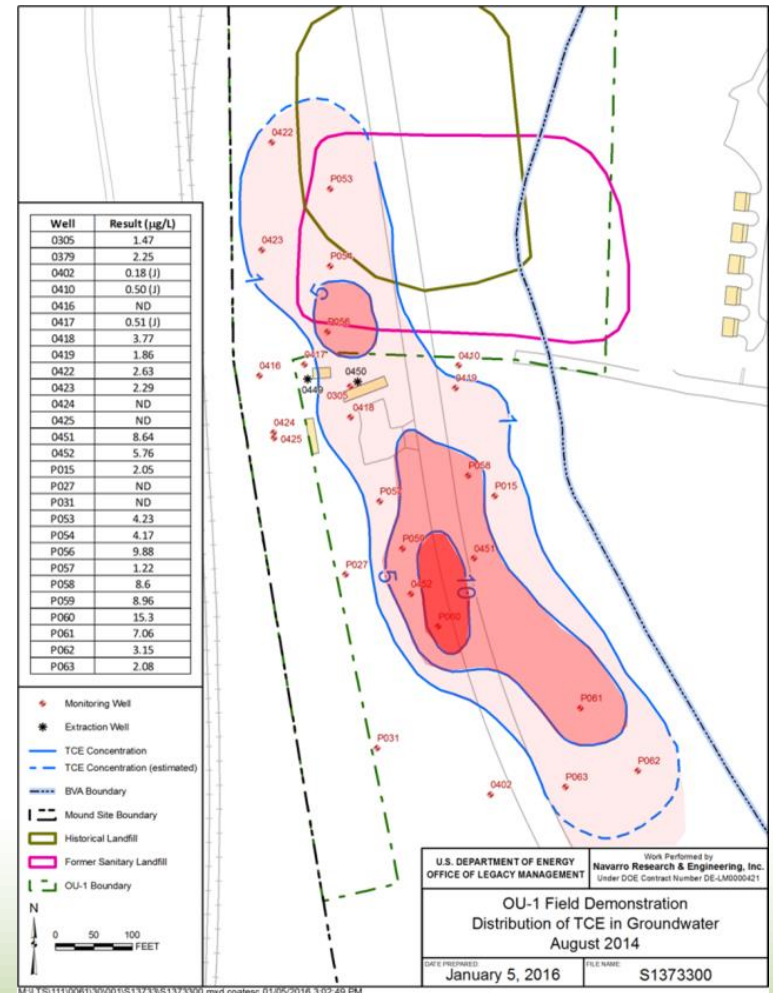 0422
P053
0423
P054
5
1
P056
0417
0416
0449
0450
0305
0418
0410
0419
1
0424
0425
P058
P015
P057
P059
0451
P027
5
0452
10
P060
P061
P031
P062
P063
0402
Well Result (µg/L)
0305 1.47
0379 2.25
0402 0.18 (J)
0410 0.50 (J)
0416 ND
0417 0.51 (J)
0418 3.77
0419 1.86
0422 2.63
0423 2.29
0424 ND
0425 ND
0451 8.64
0452 5.76
P015 2.05
P027 ND
P031 ND
P053 4.23
P054 4.17
P056 9.88
P057 1.22
P058 8.6
P059 8.96
P060 15.3
P061 7.06
P062 3.15
P063 2.08
Monitoring Well
Extraction Well
TCE Concentration
TCE Concentration (estimated)
BVA Boundary
Mound Site Boundary
Historical Landfill
Former Sanitary Landfill
OU-1 Boundary
N
0 50 100
FEET
U.S. DEPARTMENT OF ENERGY
OFFICE OF LEGACY MANAGEMENT
Work Performed by
Navarro Research & Engineering, Inc.
Under DOE Contract Number DE-LM0000421
OU-1 Field Demonstration
Distribution of TCE in Groundwater
August 2014
DATE PREPARED:
January 5, 2016
FILE NAME:
S1373300
01/05/2016 3:02:49 PM